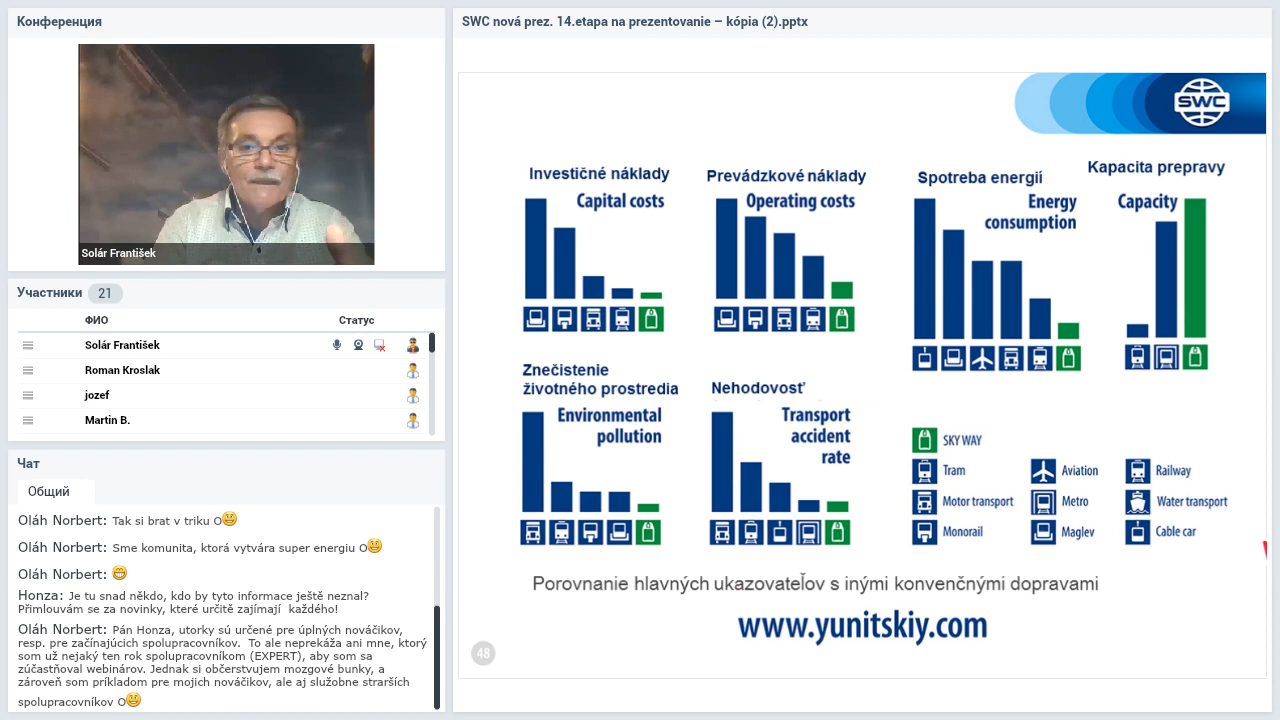 Конференция
Solár František
Участники 21
ФИО Статус
Solár František
Roman Kroslak
jozef
Martin B.
Чат
Общий
Oláh Norbert: Tak si brat v triku O
Oláh Norbert: Sme komunita, ktorá vytvára super energiu O
Oláh Norbert:
Honza: Je tu snad někdo, kdo by tyto informace ještě neznal?
Přimlouvám se za novinky, které určitě zajímají každého!
Oláh Norbert: Pán Honza, utorky sú určené pre úplných nováčikov,
resp. pre začínajúcich spolupracovníkov. To ale neprekáža ani mne, ktorý
som už nejaký ten rok spolupracovníkom (EXPERT), aby som sa
zúčastňoval webinárov. Jednak si občerstvujem mozgové bunky, a
zároveň som príkladom pre mojich nováčikov, ale aj služobne starších
spolupracovníkov O
SWC nová prez. 14.etapa na prezentovanie – kópia (2).pptx
SWC
Investičné náklady
Capital costs
Prevádzkové náklady
Operating costs
Spotreba energií
Energy
consumption
Kapacita prepravy
Capacity
Znečistenie
životného prostredia
Environmental
pollution
Nehodovosť
Transport
accident
rate
SKY WAY
Tram
Aviation
Railway
Motor transport
Metro
Water transport
Monorail
Maglev
Cable car
Porovnanie hlavných ukazovateľov s inými konvenčnými dopravami
www.yunitskiy.com
48